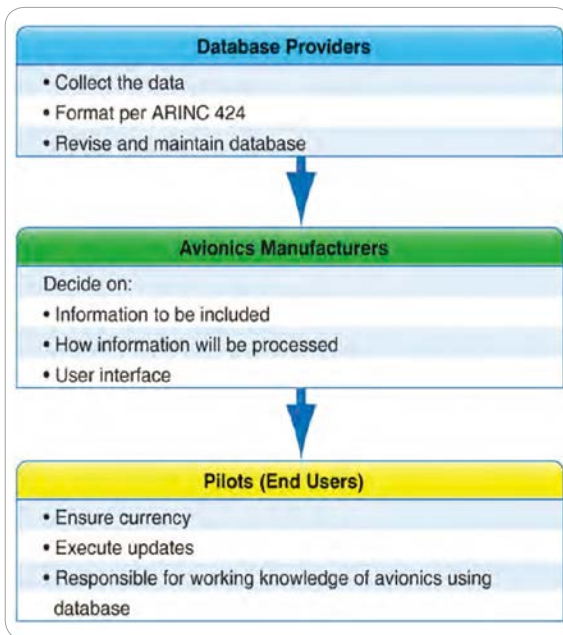 Database Providers
• Collect the data
• Format per ARINC 424
• Revise and maintain database
Avionics Manufacturers
Decide on:
• Information to be included
• How information will be processed
• User interface
Pilots (End Users)
• Ensure currency
• Execute updates
• Responsible for working knowledge of avionics using
database